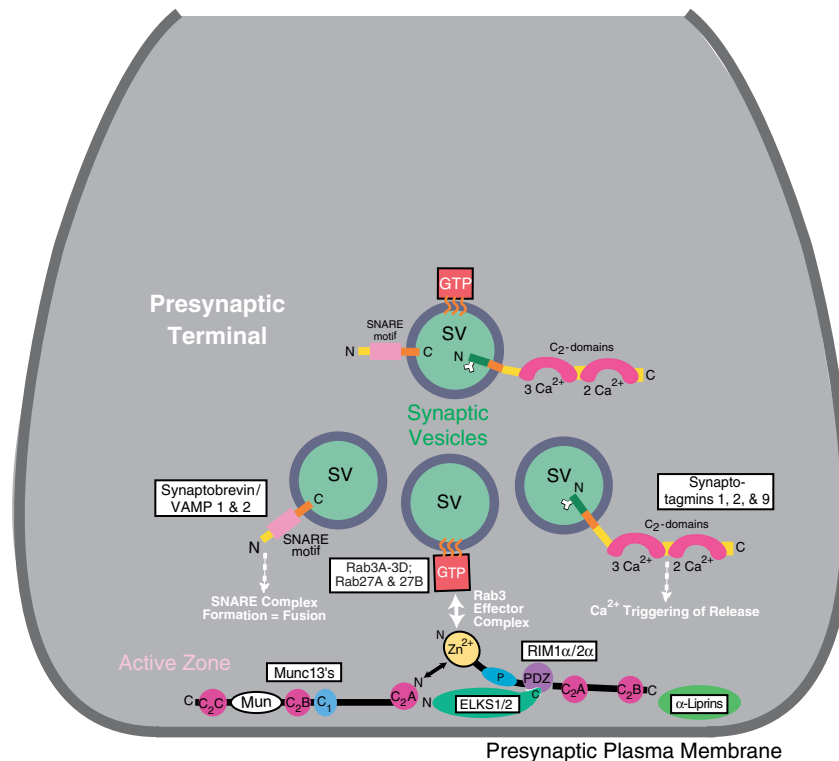 GTP
Presynaptic
Terminal
SNARE
motif
N
C
SV
N
C2-domains
3 Ca2+
2 Ca2+
C
Synaptic
Vesicles
Synaptobrevin/
VAMP 1 & 2
SV
C
N
SNARE
motif
SNARE Complex
Formation = Fusion
SV
Rab3A-3D;
Rab27A & 27B
GTP
Rab3
Effector
Complex
SV
N
Synapto-
tagmins 1, 2, & 9
C2-domains
3 Ca2+
2 Ca2+
C
Ca2+ Triggering of Release
Active Zone
Munc13's
C
C2C
Mun
C2B
C1
C2A
N
N
Zn2+
P
RIM1α/2α
PDZ
C2A
C2B
C
N
ELKS1/2
C
α-Liprins
Presynaptic Plasma Membrane